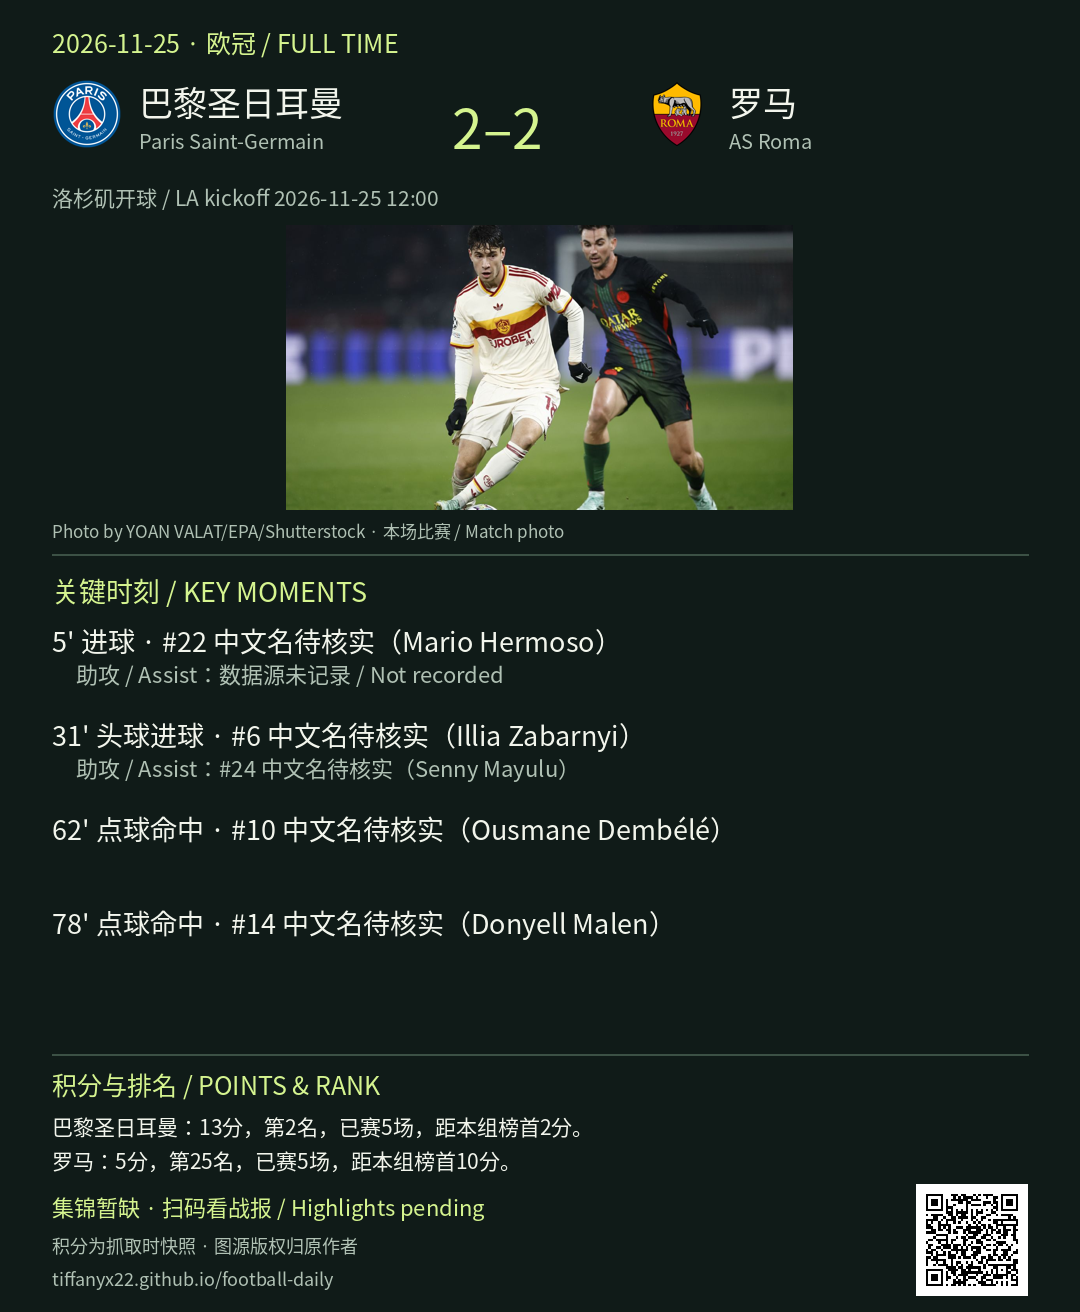 2026-11-25 · 欧冠 / FULL TIME
PARIS
SAINT-GERMAIN
巴黎圣日耳曼
Paris Saint-Germain
2–2
ROMA
1927
罗马
AS Roma
洛杉矶开球 / LA kickoff 2026-11-25 12:00
EUROBET
QATAR
AIRWAYS
Photo by YOAN VALAT/EPA/Shutterstock · 本场比赛 / Match photo
关键时刻 / KEY MOMENTS
5' 进球 · #22 中文名待核实（Mario Hermoso）
助攻 / Assist：数据源未记录 / Not recorded
31' 头球进球 · #6 中文名待核实（Illia Zabarnyi）
助攻 / Assist：#24 中文名待核实（Senny Mayulu）
62' 点球命中 · #10 中文名待核实（Ousmane Dembélé）
78' 点球命中 · #14 中文名待核实（Donyell Malen）
积分与排名 / POINTS & RANK
巴黎圣日耳曼：13分，第2名，已赛5场，距本组榜首2分。
罗马：5分，第25名，已赛5场，距本组榜首10分。
集锦暂缺 · 扫码看战报 / Highlights pending
积分为抓取时快照 · 图源版权归原作者
tiffanyx22.github.io/football-daily